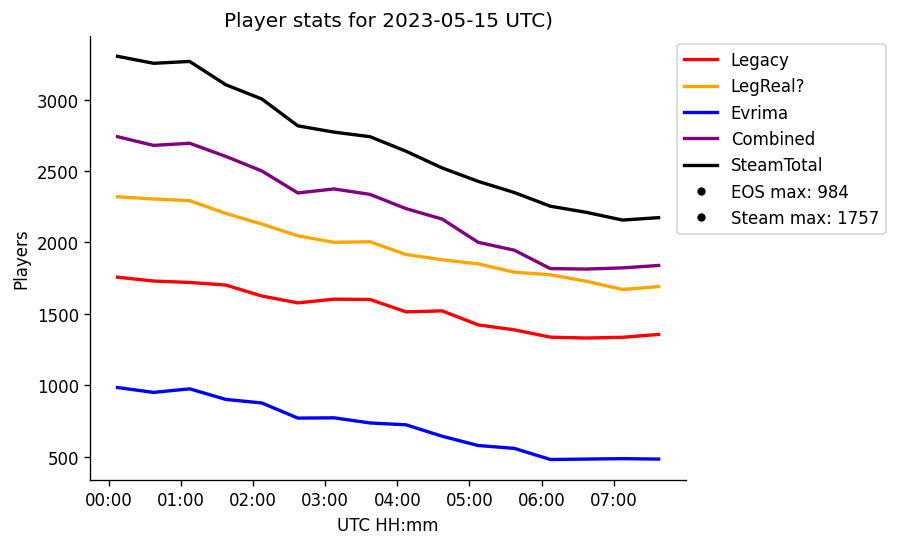 Player stats for 2023-05-15 UTC)
Legacy
LegReal?
Evrima
Combined
SteamTotal
EOS max: 984
Steam max: 1757
Players
3000
2500
2000
1500
1000
500
00:00 01:00 02:00 03:00 04:00 05:00 06:00 07:00
UTC HH:mm